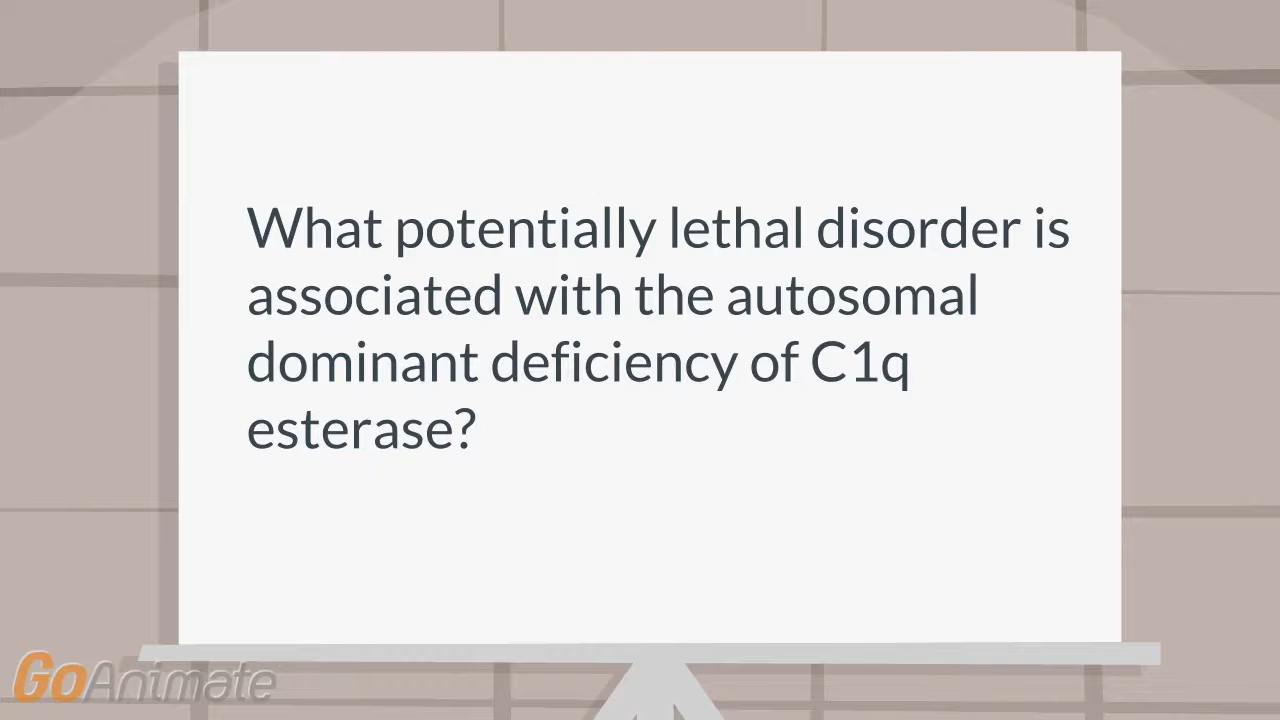 What potentially lethal disorder is
associated with the autosomal
dominant deficiency of C1q
esterase?
GoAnimate